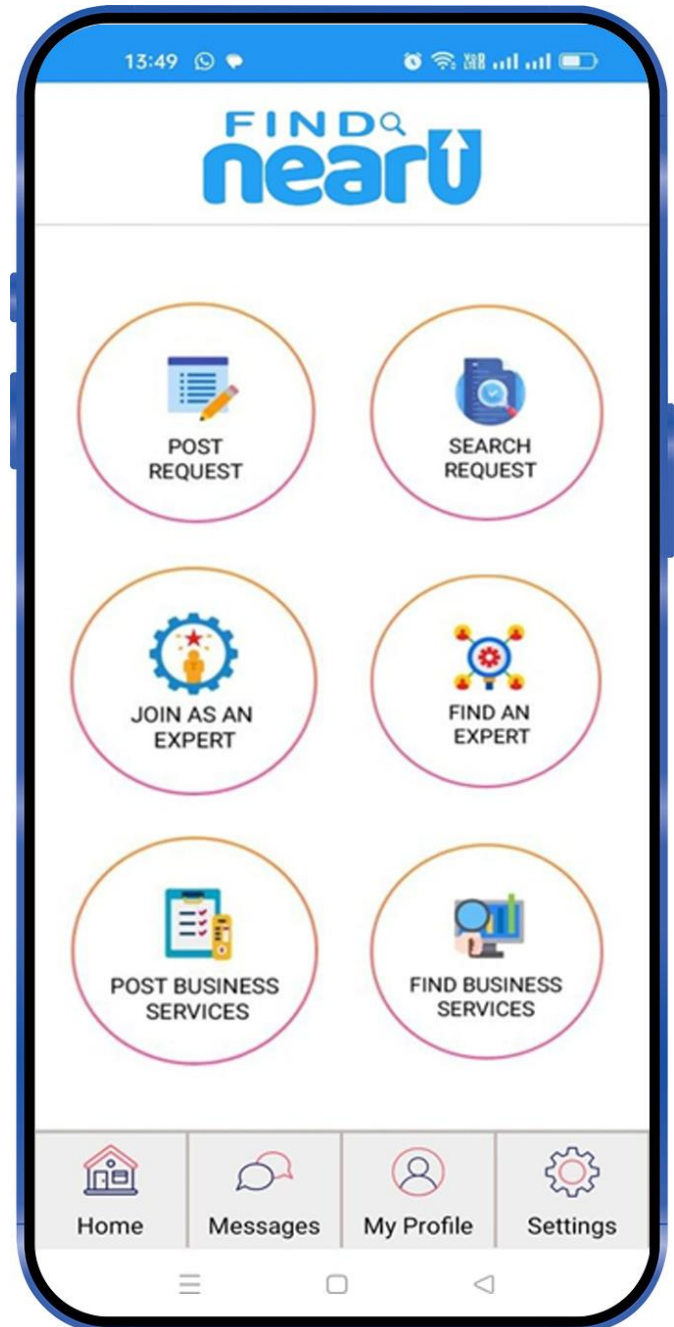 13:49
FIND
nearU
POST
REQUEST
SEARCH
REQUEST
JOIN AS AN
EXPERT
FIND AN
EXPERT
POST BUSINESS
SERVICES
FIND BUSINESS
SERVICES
Home
Messages
My Profile
Settings